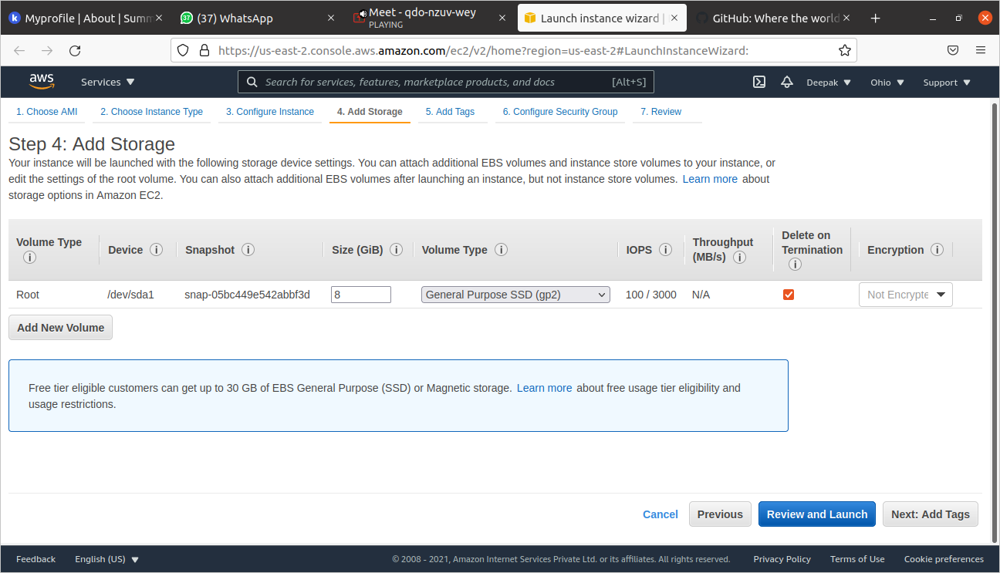 Myprofile | About | Summ
(37) WhatsApp
Meet - qdo-nzuv-wey
PLAYING
Launch instance wizard |
GitHub: Where the world
https://us-east-2.console.aws.amazon.com/ec2/v2/home?region=us-east-2#LaunchInstanceWizard:
aws
Services
Search for services, features, marketplace products, and docs [Alt+S]
Deepak
Ohio
Support
1. Choose AMI 2. Choose Instance Type 3. Configure Instance 4. Add Storage 5. Add Tags 6. Configure Security Group 7. Review
Step 4: Add Storage
Your instance will be launched with the following storage device settings. You can attach additional EBS volumes and instance store volumes to your instance, or
edit the settings of the root volume. You can also attach additional EBS volumes after launching an instance, but not instance store volumes. Learn more about
storage options in Amazon EC2.
Volume Type
Device
Snapshot
Size (GiB)
Volume Type
IOPS
Throughput
(MB/s)
Delete on
Termination
Encryption
Root /dev/sda1 snap-05bc449e542abbf3d 8 General Purpose SSD (gp2) 100 / 3000 N/A Not Encrypte
Add New Volume
Free tier eligible customers can get up to 30 GB of EBS General Purpose (SSD) or Magnetic storage. Learn more about free usage tier eligibility and
usage restrictions.
Cancel Previous Review and Launch Next: Add Tags
Feedback English (US) © 2008 - 2021, Amazon Internet Services Private Ltd. or its affiliates. All rights reserved. Privacy Policy Terms of Use Cookie preferences